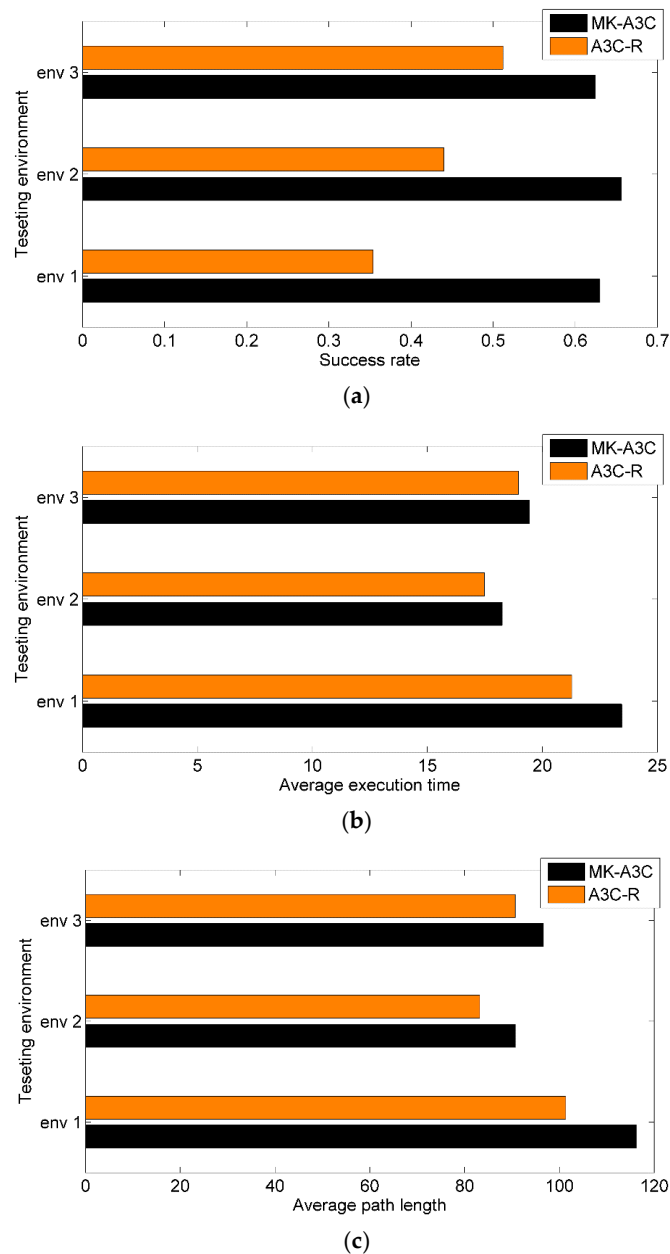 MK-A3C
A3C-R
env 3
env 2
env 1
Teseting environment
0 0.1 0.2 0.3 0.4 0.5 0.6 0.7
Success rate
(a)
MK-A3C
A3C-R
env 3
env 2
env 1
Teseting environment
0 5 10 15 20 25
Average execution time
(b)
MK-A3C
A3C-R
env 3
env 2
env 1
Teseting environment
0 20 40 60 80 100 120
Average path length
(c)